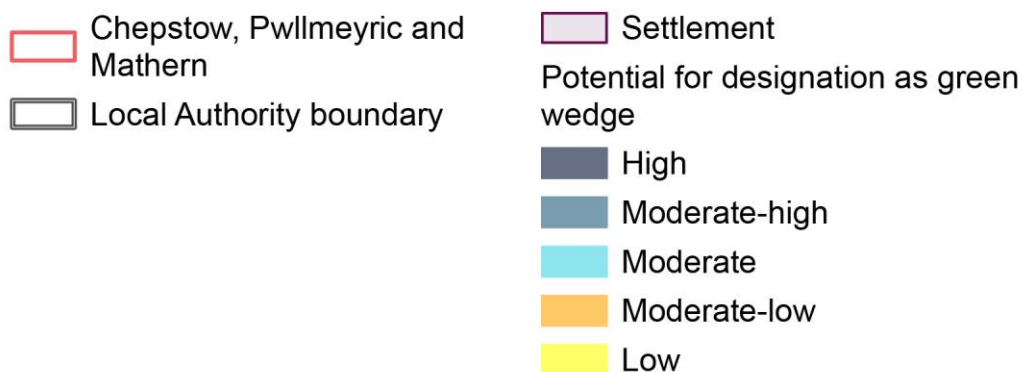 Chepstow, Pwllmeyric and
Mathern
Local Authority boundary
Settlement
Potential for designation as green
wedge
High
Moderate-high
Moderate
Moderate-low
Low